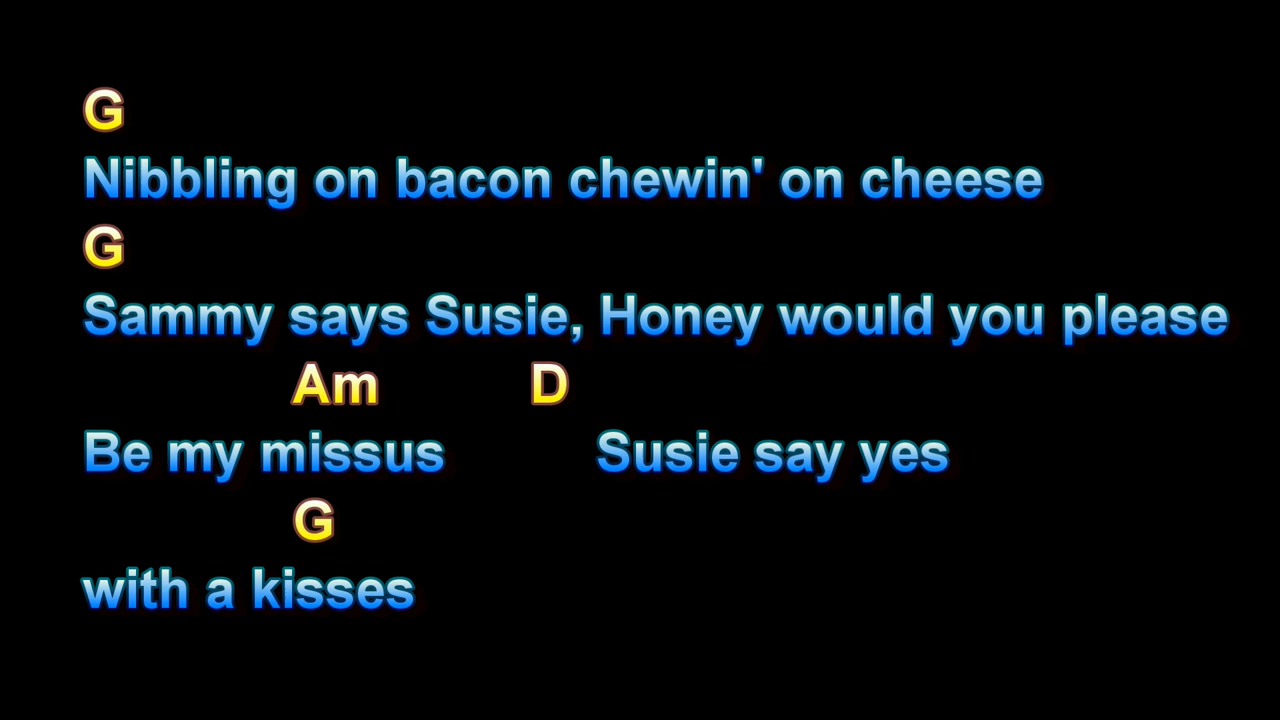 G
Nibbling on bacon chewin' on cheese
G
Sammy says Susie, Honey would you please
Am D
Be my missus Susie say yes
G
with a kisses